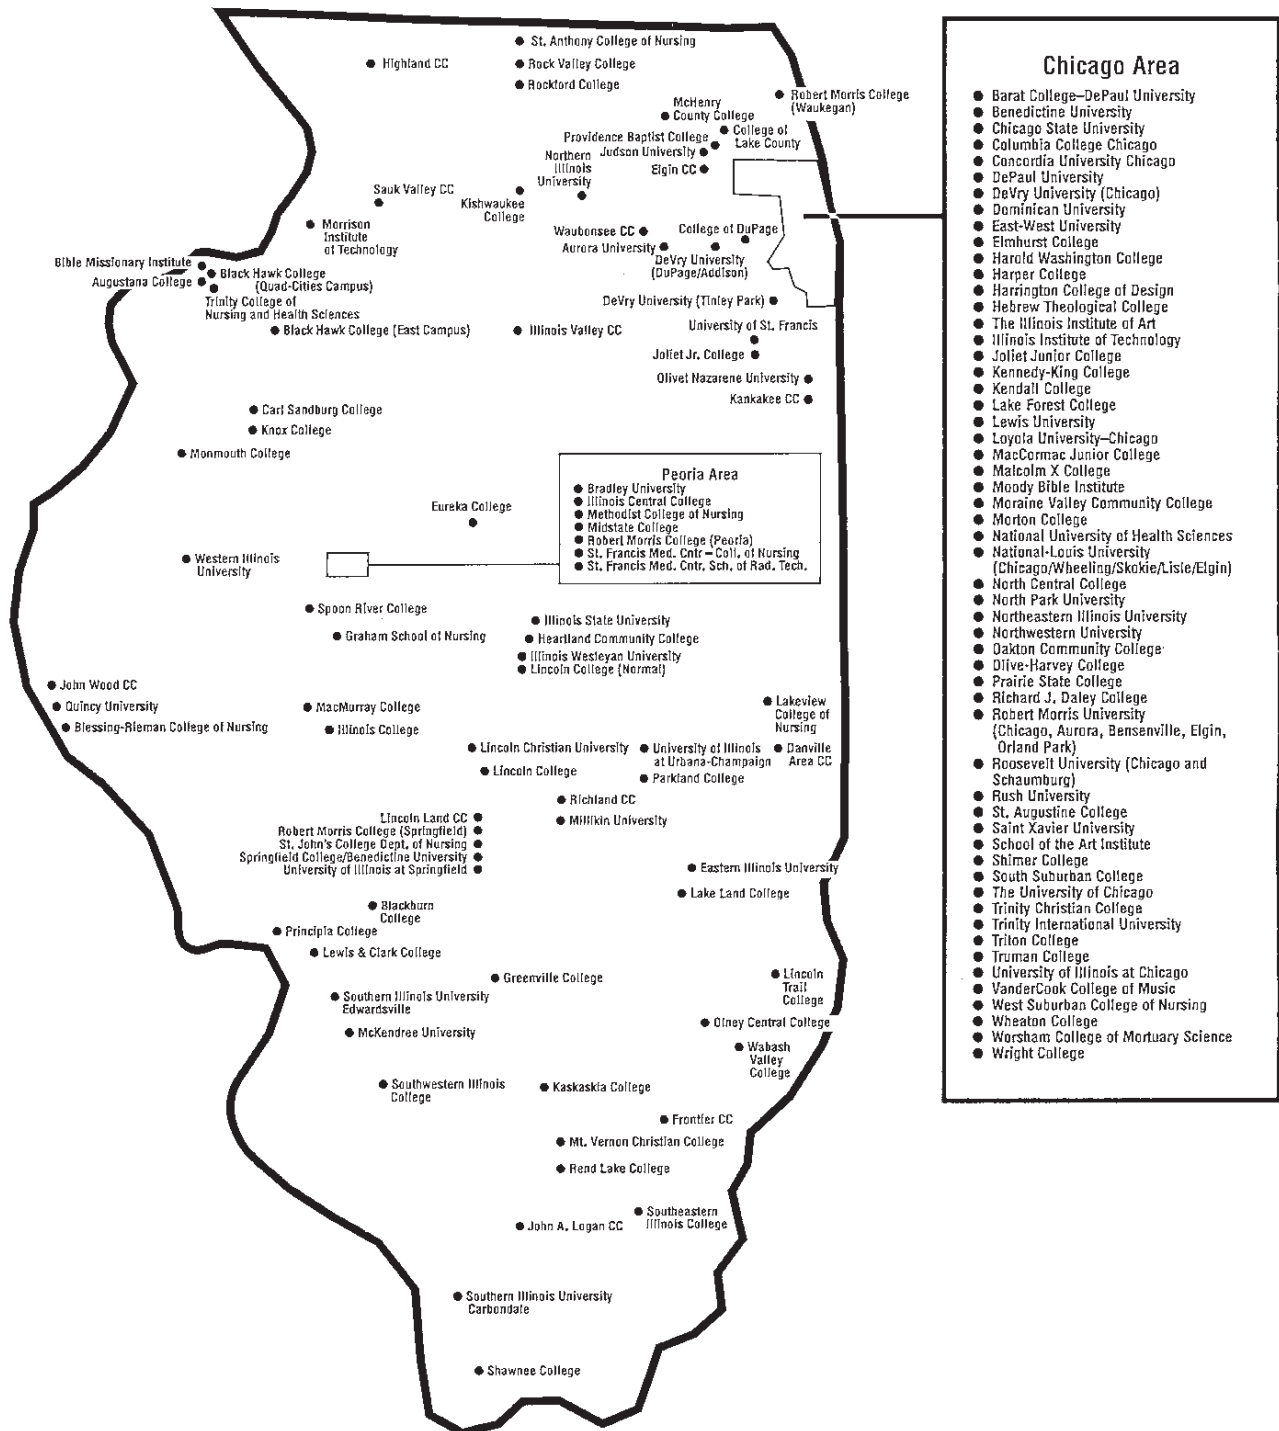 St. Anthony College of Nursing
Highland CC
Rock Valley College
Rockford College
Robert Morris College
(Waukegan)
McHenry
County College
College of
Lake County
Providence Baptist College
Judson University
Northern
Illinois
University
Elgin CC
Sauk Valley CC
Kishwaukee
College
Morrison
Institute
of Technology
Waubonsee CC
College of DuPage
Aurora University
DeVry University
(DuPage/Addison)
Bible Missionary Institute
Black Hawk College
(Quad-Cities Campus)
Augustana College
Trinity College of
Nursing and Health Sciences
DeVry University (Tinley Park)
Black Hawk College (East Campus)
Illinois Valley CC
University of St. Francis
Joliet Jr. College
Olivet Nazarene University
Kankakee CC
Carl Sandburg College
Knox College
Monmouth College
Peoria Area
Bradley University
Illinois Central College
Methodist College of Nursing
Midstate College
Robert Morris College (Peoria)
St. Francis Med. Cntr – Coll. of Nursing
St. Francis Med. Cntr. Sch. of Rad. Tech.
Eureka College
Western Illinois
University
Spoon River College
Graham School of Nursing
Illinois State University
Heartland Community College
Illinois Wesleyan University
Lincoln College (Normal)
John Wood CC
Quincy University
Blessing-Rieman College of Nursing
MacMurray College
Illinois College
Lakeview
College of
Nursing
Lincoln Christian University
University of Illinois
at Urbana-Champaign
Danville
Area CC
Lincoln College
Parkland College
Richland CC
Millikin University
Lincoln Land CC
Robert Morris College (Springfield)
St. John's College Dept. of Nursing
Springfield College/Benedictine University
University of Illinois at Springfield
Eastern Illinois University
Lake Land College
Blackburn
College
Principia College
Lewis & Clark College
Greenville College
Lincoln
Trail
College
Southern Illinois University
Edwardsville
Olney Central College
McKendree University
Wabash
Valley
College
Southwestern Illinois
College
Kaskaskia College
Frontier CC
Mt. Vernon Christian College
Rend Lake College
Southeastern
Illinois College
John A. Logan CC
Southern Illinois University
Carbondale
Shawnee College
Chicago Area
Barat College–DePaul University
Benedictine University
Chicago State University
Columbia College Chicago
Concordia University Chicago
DePaul University
DeVry University (Chicago)
Dominican University
East-West University
Elmhurst College
Harold Washington College
Harper College
Harrington College of Design
Hebrew Theological College
The Illinois Institute of Art
Illinois Institute of Technology
Joliet Junior College
Kennedy-King College
Kendall College
Lake Forest College
Lewis University
Loyola University–Chicago
MacCormac Junior College
Malcolm X College
Moody Bible Institute
Moraine Valley Community College
Morton College
National University of Health Sciences
National-Louis University
(Chicago/Wheeling/Skokie/Lisle/Elgin)
North Central College
North Park University
Northeastern Illinois University
Northwestern University
Oakton Community College
Olive-Harvey College
Prairie State College
Richard J. Daley College
Robert Morris University
(Chicago, Aurora, Bensenville, Elgin,
Orland Park)
Roosevelt University (Chicago and
Schaumburg)
Rush University
St. Augustine College
Saint Xavier University
School of the Art Institute
Shimer College
South Suburban College
The University of Chicago
Trinity Christian College
Trinity International University
Triton College
Truman College
University of Illinois at Chicago
VanderCook College of Music
West Suburban College of Nursing
Wheaton College
Worsham College of Mortuary Science
Wright College